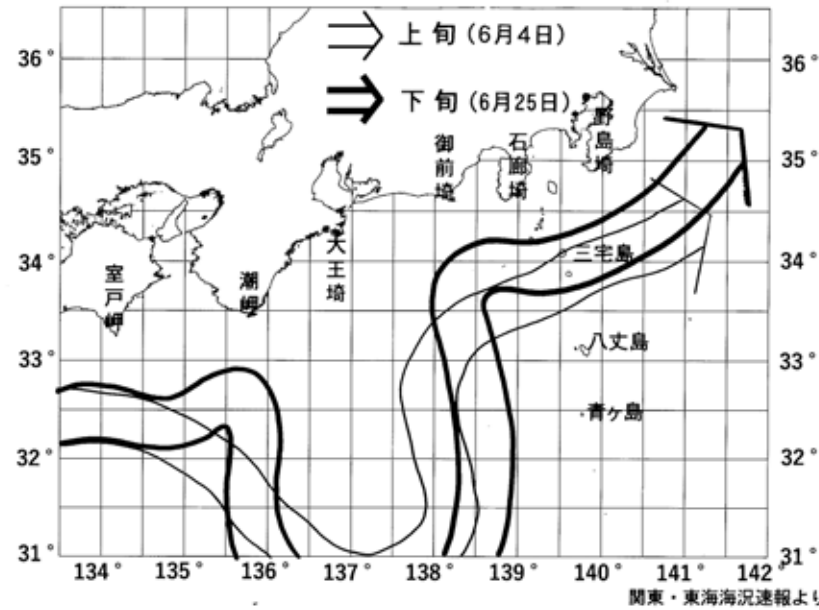 上旬(6月4日)
下旬(6月25日)
36°
35°
34°
33°
32°
31°
36°
35°
34°
33°
32°
31°
134°
135°
136°
137°
138°
139°
140°
141°
142°
室戸岬
潮岬
大王埼
御前埼
石廊埼
野島埼
三宅島
八丈島
青ヶ島
関東・東海海況速報より